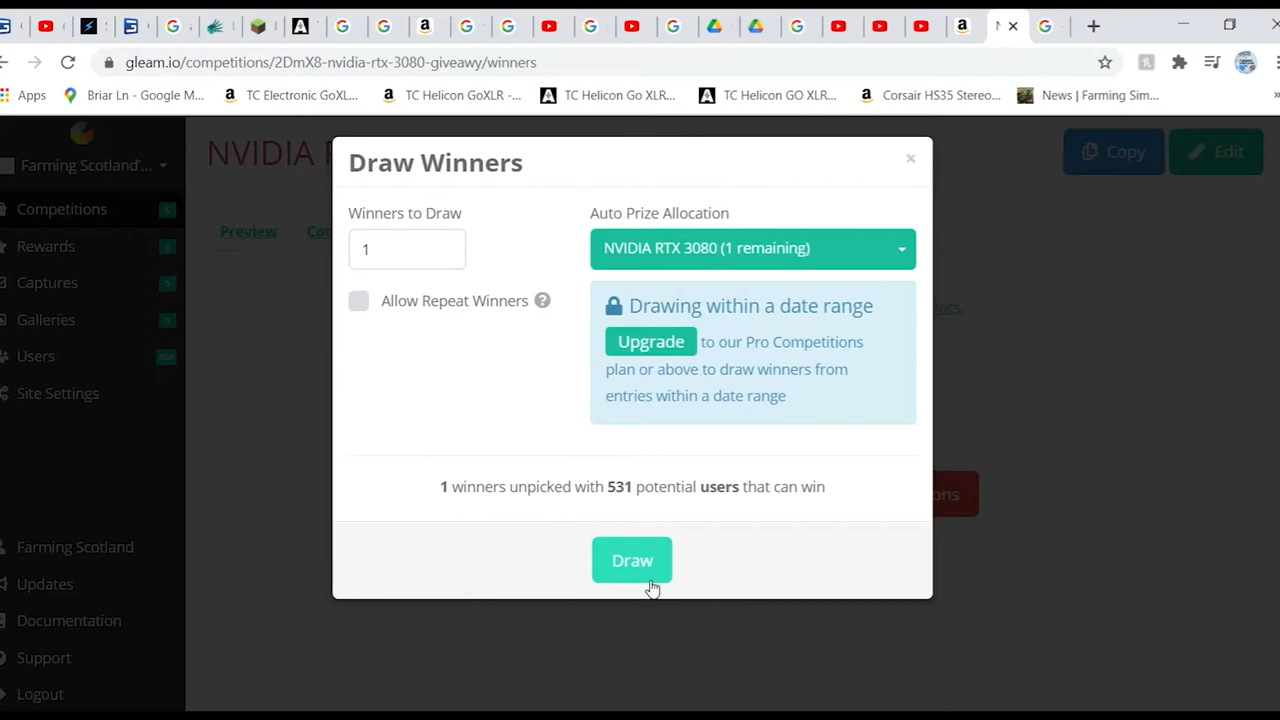 gleam.io/competitions/2DmX8-nvidia-rtx-3080-giveawy/winners
Apps
Briar Ln - Google M...
TC Electronic GoXL...
TC Helicon GoXLR -...
TC Helicon Go XLR...
TC Helicon GO XLR...
Corsair HS35 Stereo...
News | Farming Sim...
Farming Scotland'...
Competitions
Rewards
Captures
Galleries
Users
Site Settings
Farming Scotland
Updates
Documentation
Support
Logout
NVIDIA
Copy
Edit
Preview
Draw Winners
×
Winners to Draw
1
Allow Repeat Winners ?
Auto Prize Allocation
NVIDIA RTX 3080 (1 remaining)
Drawing within a date range
Upgrade to our Pro Competitions
plan or above to draw winners from
entries within a date range
1 winners unpicked with 531 potential users that can win
Draw